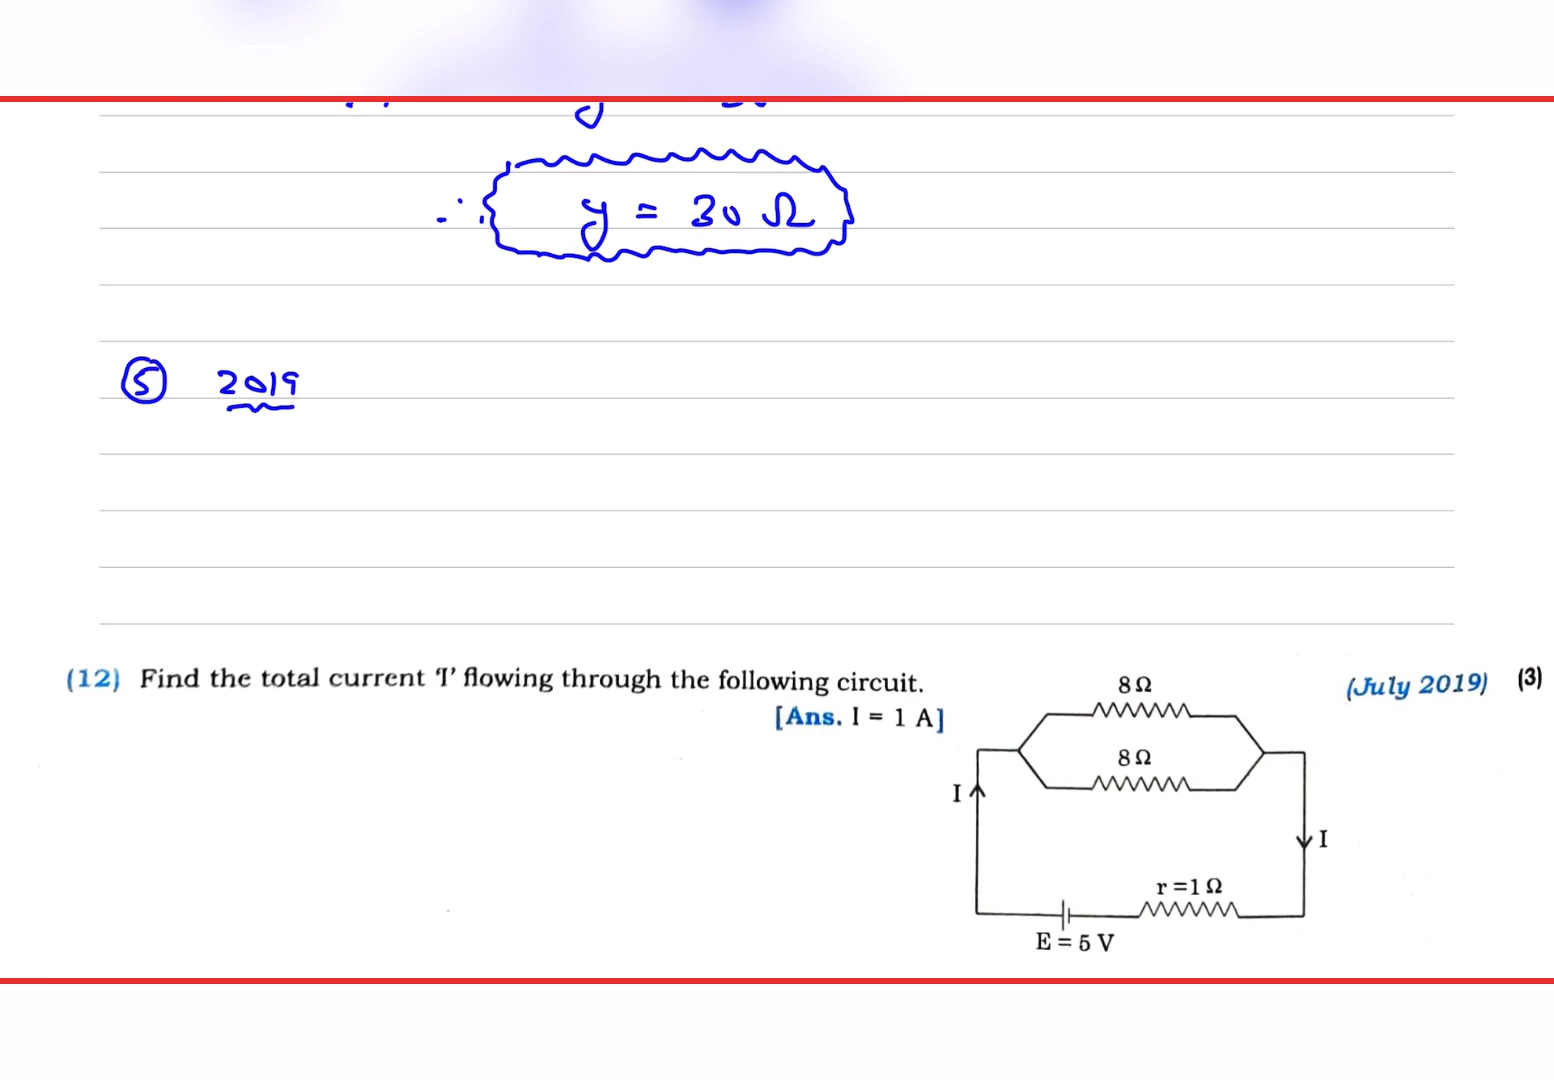 ∴ y = 30 Ω
⑤ 2019
(12) Find the total current 'I' flowing through the following circuit. (July 2019) (3)
[Ans. I = 1 A]
8 Ω
8 Ω
I
I
r = 1 Ω
E = 5 V